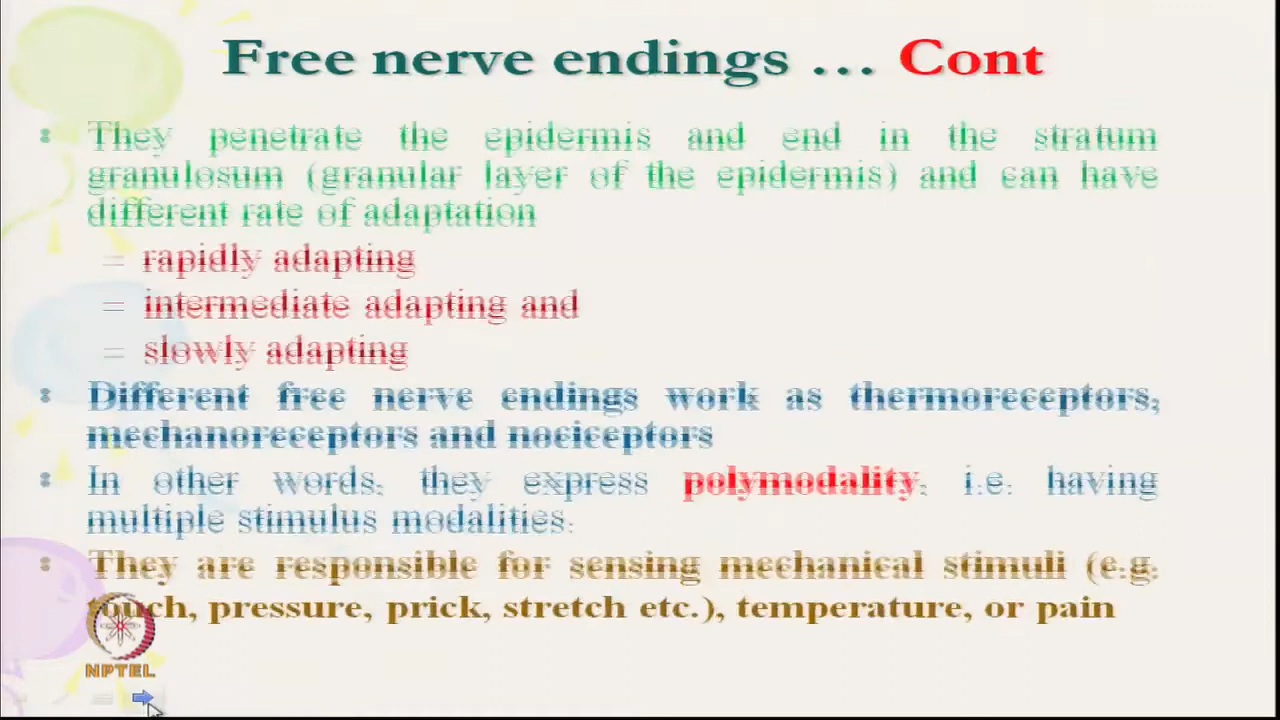 Free nerve endings … Cont
They penetrate the epidermis and end in the stratum
granulosum (granular layer of the epidermis) and can have
different rate of adaptation
– rapidly adapting
– intermediate adapting and
– slowly adapting
Different free nerve endings work as thermoreceptors,
mechanoreceptors and nociceptors
In other words, they express polymodality, i.e. having
multiple stimulus modalities.
They are responsible for sensing mechanical stimuli (e.g.
touch, pressure, prick, stretch etc.), temperature, or pain
NPTEL